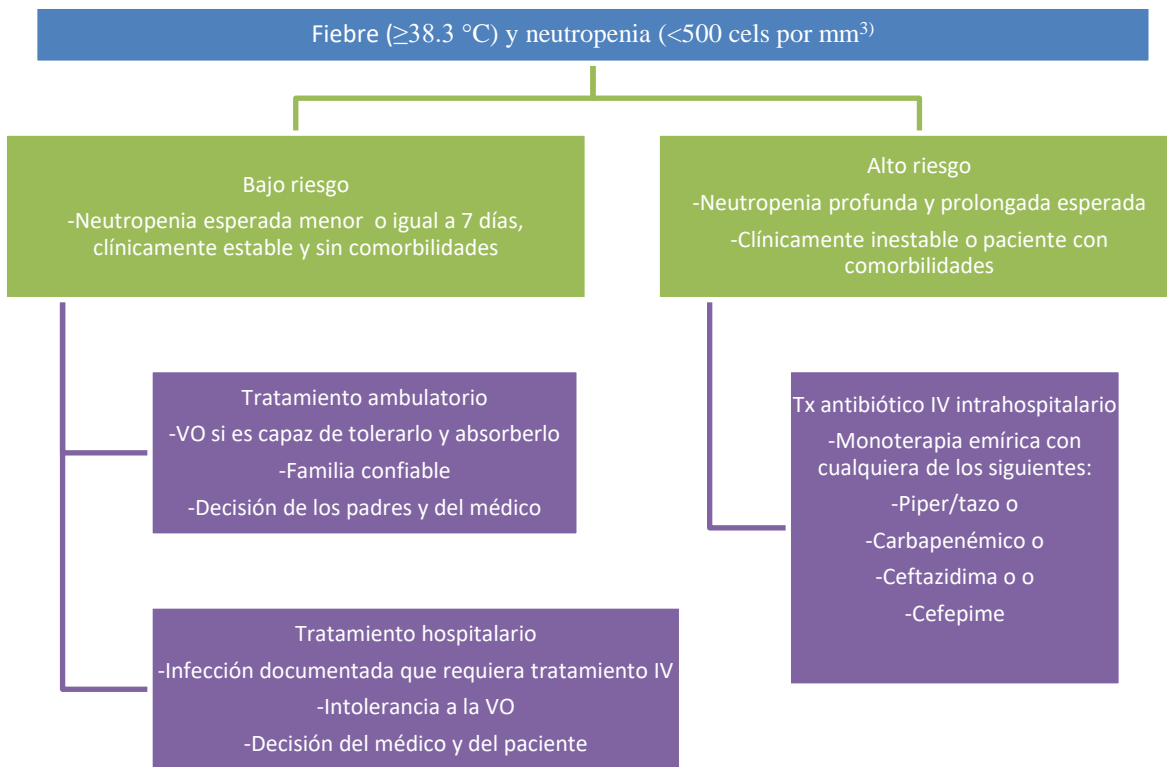 Fiebre (≥38.3 °C) y neutropenia (<500 cels por mm³⁾
Bajo riesgo
-Neutropenia esperada menor o igual a 7 días,
clínicamente estable y sin comorbilidades
Alto riesgo
-Neutropenia profunda y prolongada esperada
-Clínicamente inestable o paciente con
comorbilidades
Tratamiento ambulatorio
-VO si es capaz de tolerarlo y absorberlo
-Familia confiable
-Decisión de los padres y del médico
Tratamiento hospitalario
-Infección documentada que requiera tratamiento IV
-Intolerancia a la VO
-Decisión del médico y del paciente
Tx antibiótico IV intrahospitalario
-Monoterapia emírica con
cualquiera de los siguientes:
-Piper/tazo o
-Carbapenémico o
-Ceftazidima o o
-Cefepime